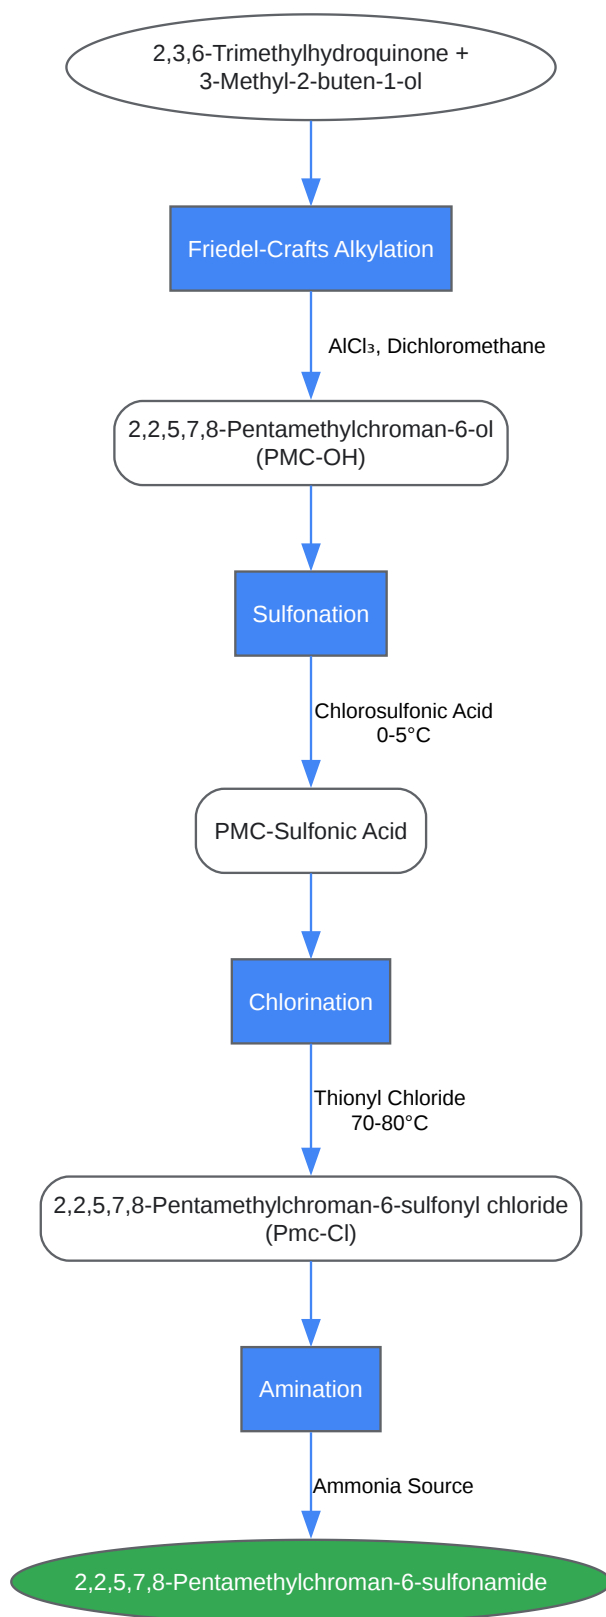 2,3,6-Trimethylhydroquinone +
3-Methyl-2-buten-1-ol
Friedel-Crafts Alkylation
AlCl₃, Dichloromethane
2,2,5,7,8-Pentamethylchroman-6-ol
(PMC-OH)
Sulfonation
Chlorosulfonic Acid
0-5°C
PMC-Sulfonic Acid
Chlorination
Thionyl Chloride
70-80°C
2,2,5,7,8-Pentamethylchroman-6-sulfonyl chloride
(Pmc-Cl)
Amination
Ammonia Source
2,2,5,7,8-Pentamethylchroman-6-sulfonamide